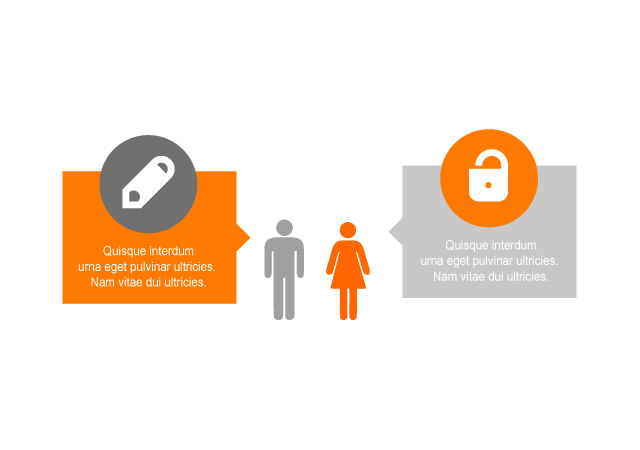 Quisque interdum
urna eget pulvinar ultricies.
Nam vitae dui ultricies.
Quisque interdum
urna eget pulvinar ultricies.
Nam vitae dui ultricies.